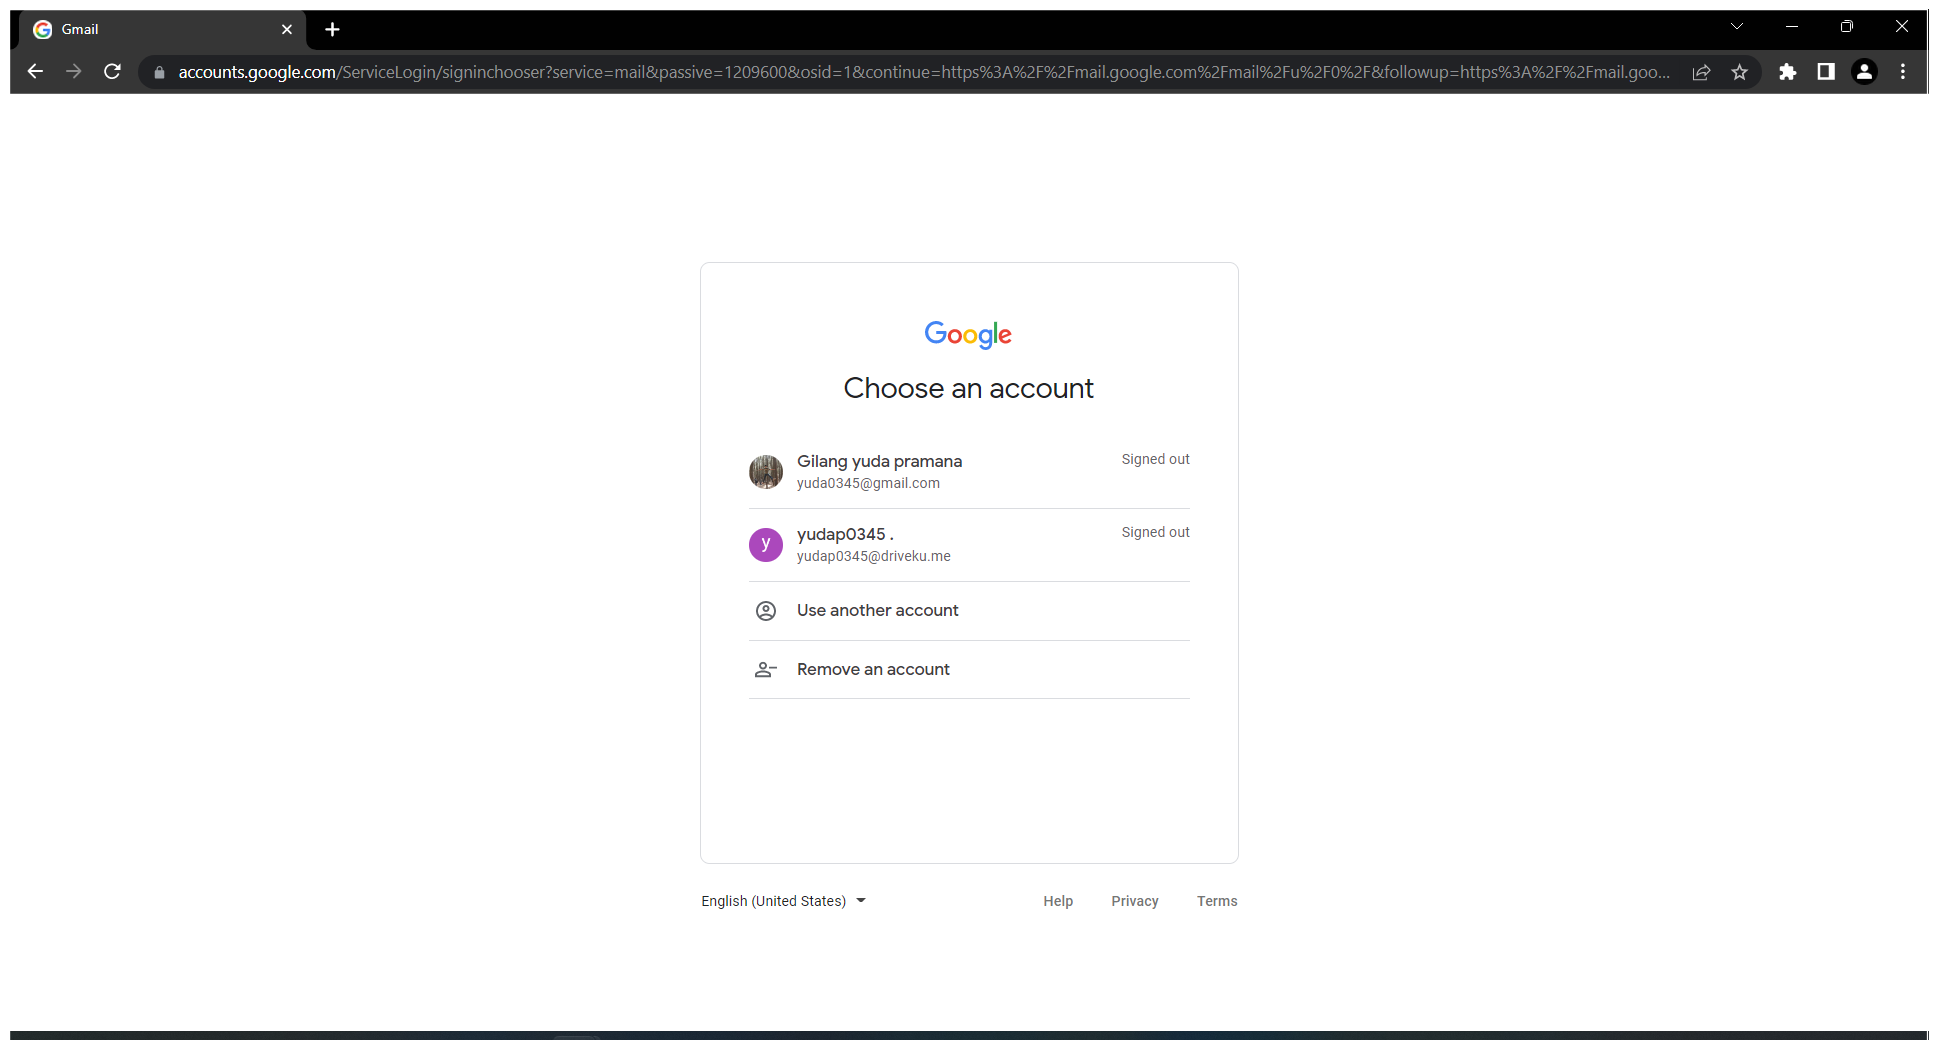 Gmail
accounts.google.com/ServiceLogin/signinchooser?service=mail&passive=1209600&osid=1&continue=https%3A%2F%2Fmail.google.com%2Fmail%2Fu%2F0%2F&followup=https%3A%2F%2Fmail.goo...
Google
Choose an account
Gilang yuda pramana
Signed out
yuda0345@gmail.com
y
yudap0345 .
Signed out
yudap0345@driveku.me
Use another account
Remove an account
English (United States)
Help
Privacy
Terms